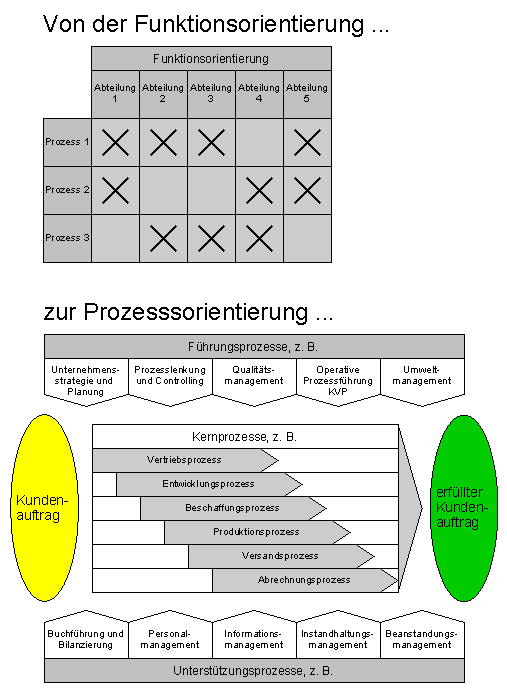 Von der Funktionsorientierung ...
Funktionsorientierung
Abteilung 1
Abteilung 2
Abteilung 3
Abteilung 4
Abteilung 5
Prozess 1
Prozess 2
Prozess 3
zur Prozesssorientierung ...
Führungsprozesse, z. B.
Unternehmens-
strategie und
Planung
Prozesslenkung
und Controlling
Qualitäts-
management
Operative
Prozessführung
KVP
Umwelt-
management
Kunden-
auftrag
Kernprozesse, z. B.
Vertriebsprozess
Entwicklungsprozess
Beschaffungsprozess
Produktionsprozess
Versandsprozess
Abrechnungsprozess
erfüllter
Kunden-
auftrag
Buchführung und
Bilanzierung
Personal-
management
Informations-
management
Instandhaltungs-
management
Beanstandungs-
management
Unterstützungsprozesse, z. B.